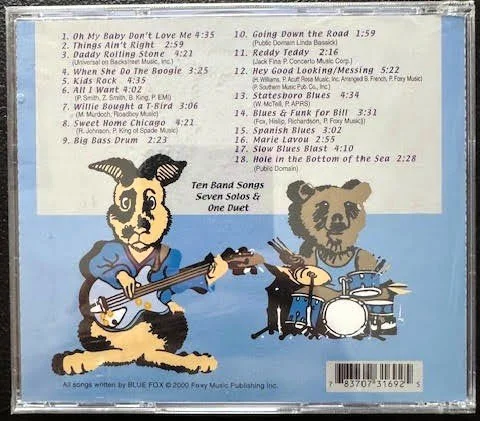 1. Oh My Baby Don't Love Me 4:35
2. Things Ain't Right 2:59
3. Daddy Rolling Stone 4:21
(Universal on Backstreet Music, Inc.)
4. When She Do The Boogie 3:25
5. Kids Rock 3:35
6. All I Want 4:02
(P. Smith, Z. Smith, B. King, P EMI)
7. Willie Bought a T-Bird 3:06
(M. Murdoch, Roadboy Music)
8. Sweet Home Chicago 4:21
(R. Johnson, P. King of Spade Music)
9. Big Bass Drum 2:23
10. Going Down the Road 1:59
(Public Domain Linda Bassick)
11. Reddy Teddy 2:16
(Jack Fina P. Concerto Music Corp.)
12. Hey Good Looking/Messing 5:22
(H. Williams, P. Acuff Rosa Music, Inc. Arranged B. French, P. Foxy Music)
P. Southern Music Pub. Co., Inc.)
13. Statesboro Blues 4:34
(W. McTell, P. APRS)
14. Blues & Funk for Bill 3:31
(Fox, Hislip, Richardson, P. Foxy Music)
15. Spanish Blues 3:02
16. Marie Lavou 2:55
17. Slow Blues Blast 4:10
18. Hole in the Bottom of the Sea 2:28
(Public Domain)
Ten Band Songs
Seven Solos &
One Duet
All songs written by BLUE FOX © 2000 Foxy Music Publishing Inc.
7 83707 31692 5